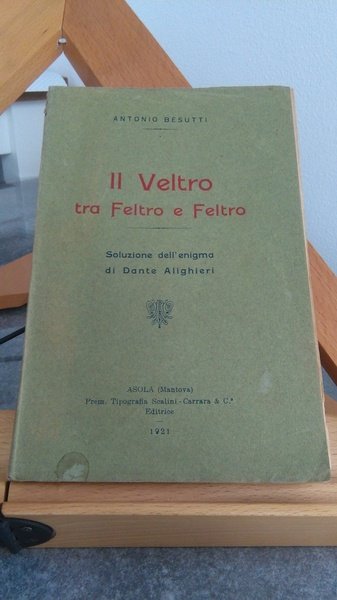 ANTONIO BESUTTI
Il Veltro
tra Feltro e Feltro
Soluzione dell'enigma
di Dante Alighieri
ASOLA (Mantova)
Prem. Tipografia Scalini-Carrara & C.ª
Editrice
1921